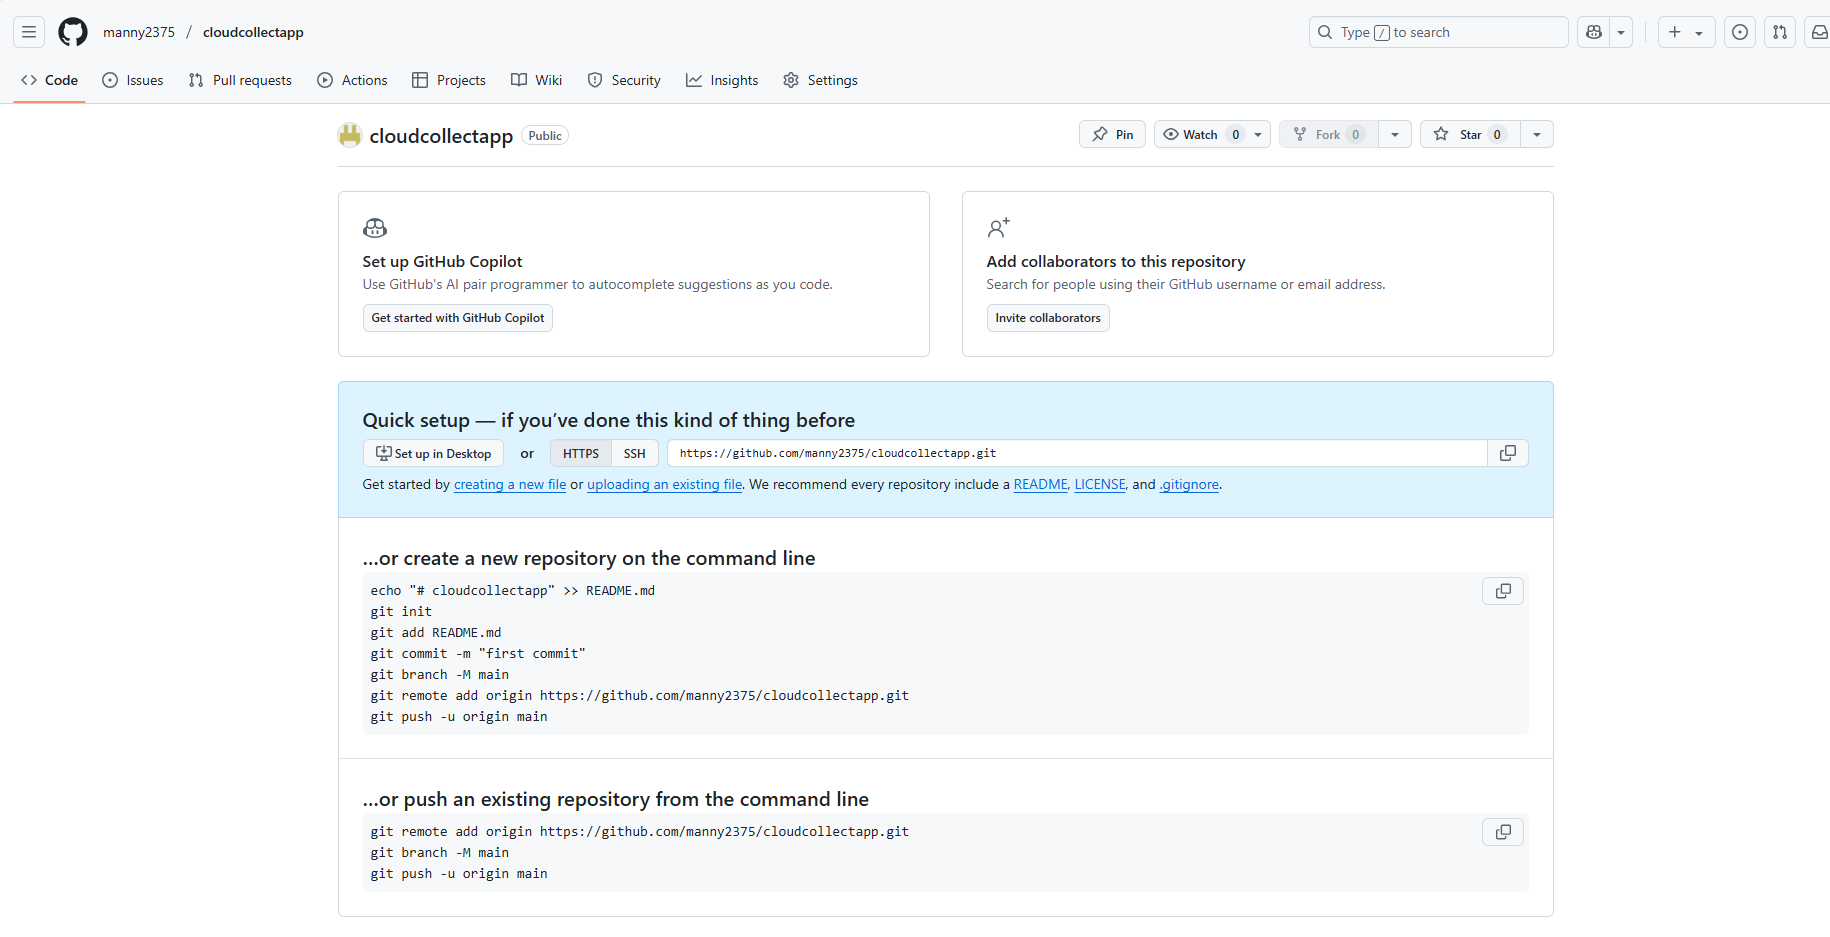 manny2375 / cloudcollectapp
Type / to search
Code Issues Pull requests Actions Projects Wiki Security Insights Settings
cloudcollectapp Public
Pin Watch 0 Fork 0 Star 0
Set up GitHub Copilot
Use GitHub's AI pair programmer to autocomplete suggestions as you code.
Get started with GitHub Copilot
Add collaborators to this repository
Search for people using their GitHub username or email address.
Invite collaborators
Quick setup — if you’ve done this kind of thing before
Set up in Desktop or HTTPS SSH https://github.com/manny2375/cloudcollectapp.git
Get started by creating a new file or uploading an existing file. We recommend every repository include a README, LICENSE, and .gitignore.
…or create a new repository on the command line
echo "# cloudcollectapp" >> README.md
git init
git add README.md
git commit -m "first commit"
git branch -M main
git remote add origin https://github.com/manny2375/cloudcollectapp.git
git push -u origin main
…or push an existing repository from the command line
git remote add origin https://github.com/manny2375/cloudcollectapp.git
git branch -M main
git push -u origin main